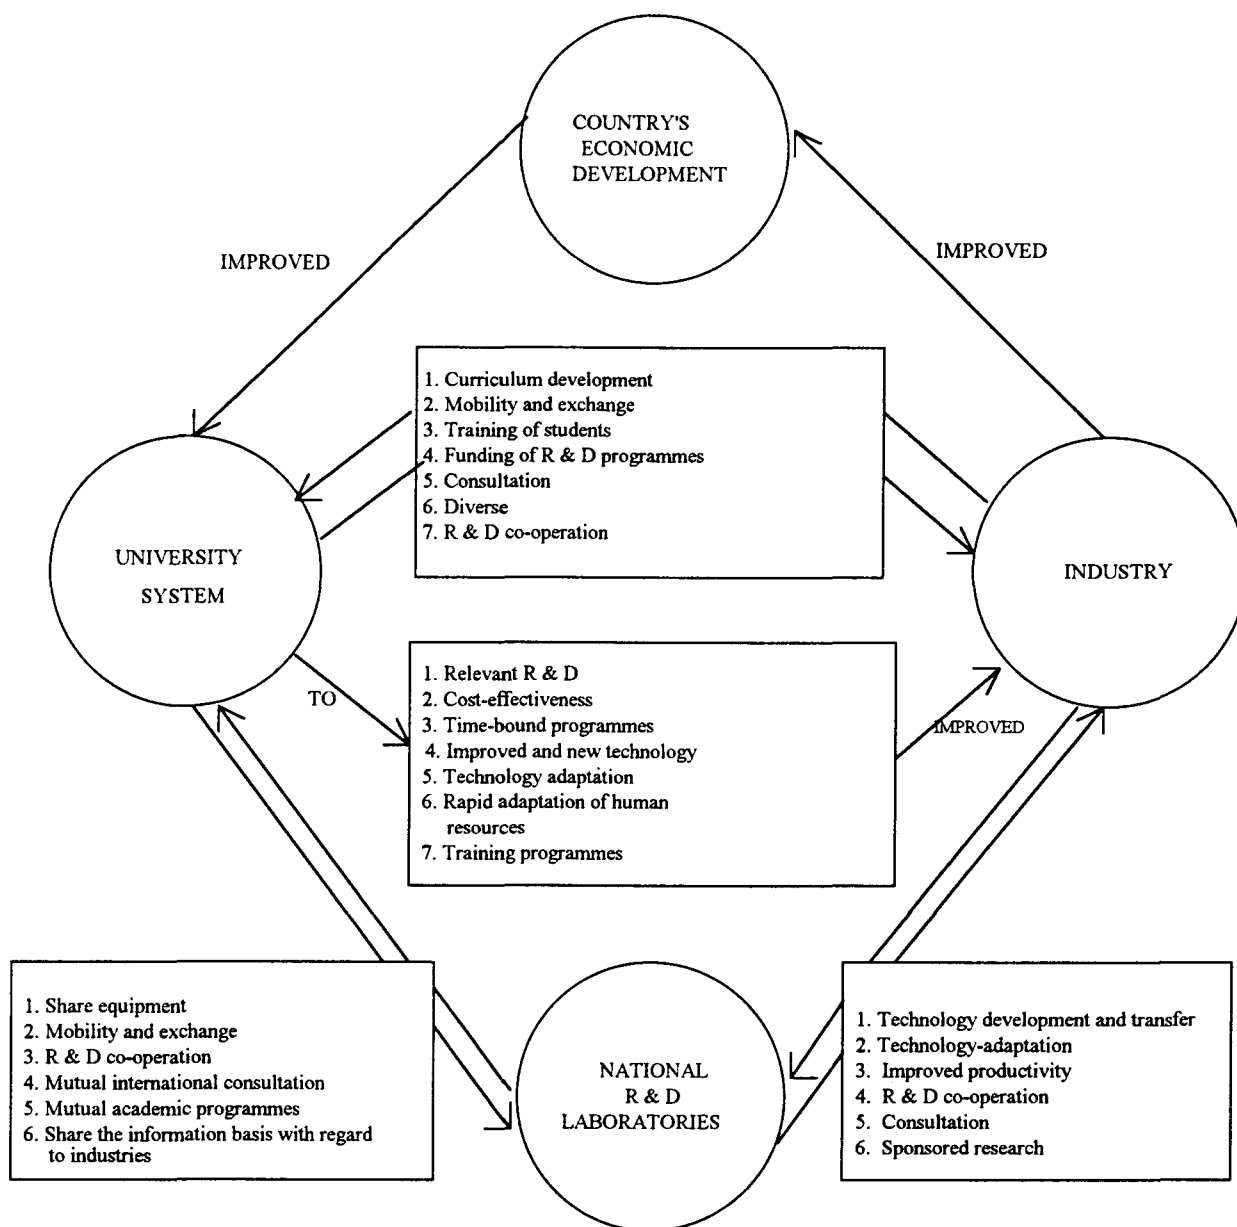 COUNTRY'S
ECONOMIC
DEVELOPMENT
IMPROVED
IMPROVED
1. Curriculum development
2. Mobility and exchange
3. Training of students
4. Funding of R & D programmes
5. Consultation
6. Diverse
7. R & D co-operation
UNIVERSITY
SYSTEM
INDUSTRY
TO
1. Relevant R & D
2. Cost-effectiveness
3. Time-bound programmes
4. Improved and new technology
5. Technology adaptation
6. Rapid adaptation of human
resources
7. Training programmes
IMPROVED
1. Share equipment
2. Mobility and exchange
3. R & D co-operation
4. Mutual international consultation
5. Mutual academic programmes
6. Share the information basis with regard
to industries
NATIONAL
R & D
LABORATORIES
1. Technology development and transfer
2. Technology-adaptation
3. Improved productivity
4. R & D co-operation
5. Consultation
6. Sponsored research